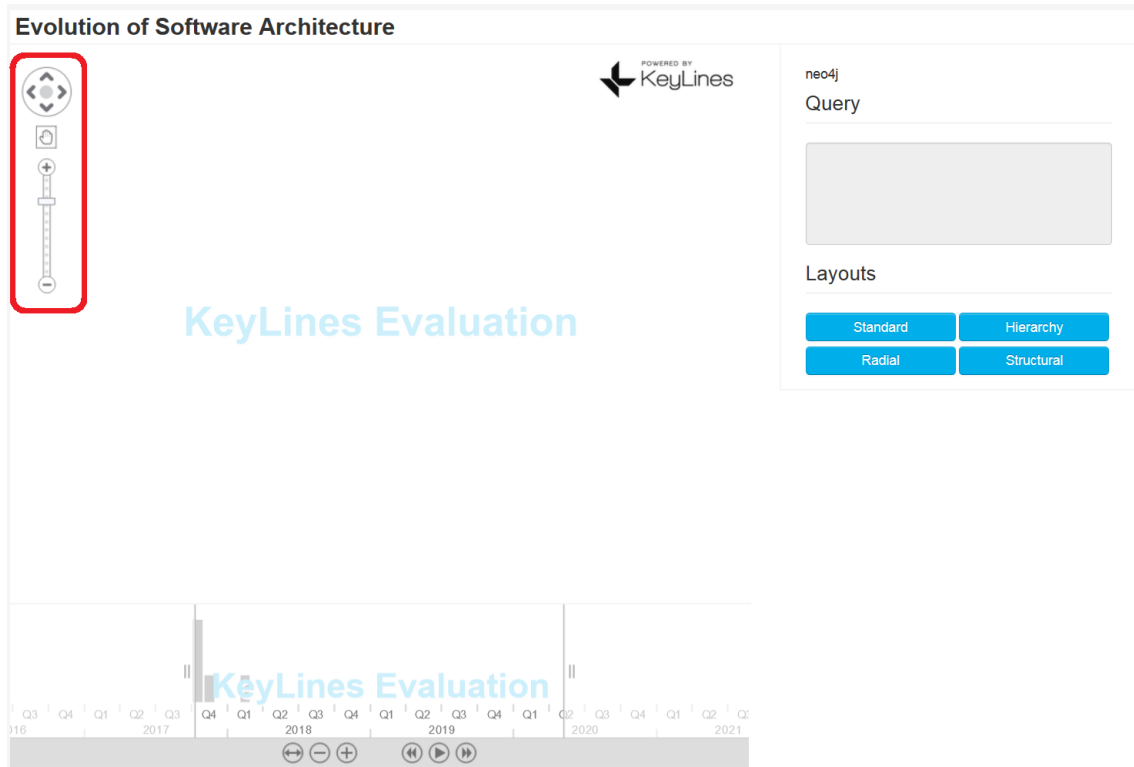 Evolution of Software Architecture
POWERED BY
KeyLines
neo4j
Query
KeyLines Evaluation
Layouts
Standard Hierarchy
Radial Structural
KeyLines Evaluation
Q3 Q4 Q1 Q2 Q3 Q4 Q1 Q2 Q3 Q4 Q1 Q2 Q3 Q4 Q1 Q2 Q3 Q4 Q1 Q2
16 2017 2018 2019 2020 2021